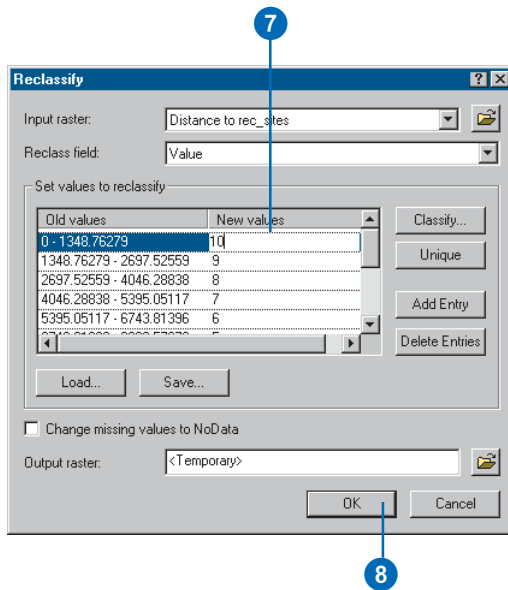 7
Reclassify
Input raster: Distance to rec_sites
Reclass field: Value
Set values to reclassify
Old values New values
0 - 1348.76279 10
1348.76279 - 2697.52559 9
2697.52559 - 4046.28838 8
4046.28838 - 5395.05117 7
5395.05117 - 6743.81396 6
Classify...
Unique
Add Entry
Delete Entries
Load... Save...
Change missing values to NoData
Output raster: <Temporary>
OK Cancel
8